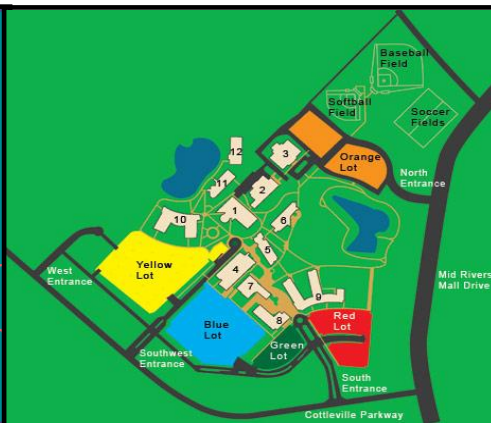 Baseball
Field
Softball
Field
Soccer
Fields
12
3
Orange
Lot
North
Entrance
11
2
10
1
6
5
West
Entrance
Yellow
Lot
4
Mid Rivers
Mall Drive
7
9
8
Blue
Lot
Red
Lot
Green
Lot
Southwest
Entrance
South
Entrance
Cottleville Parkway